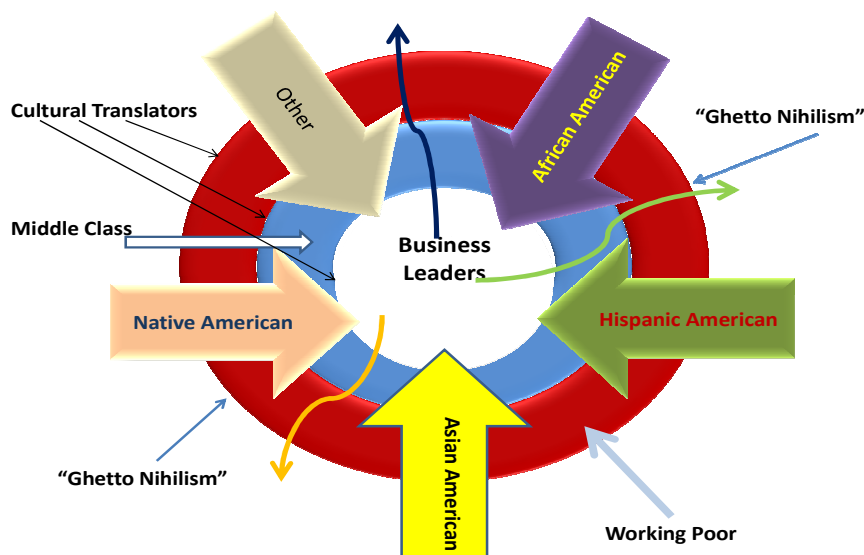 Other
African American
Cultural Translators
“Ghetto Nihilism”
Middle Class
Business
Leaders
Native American
Hispanic American
Asian American
“Ghetto Nihilism”
Working Poor